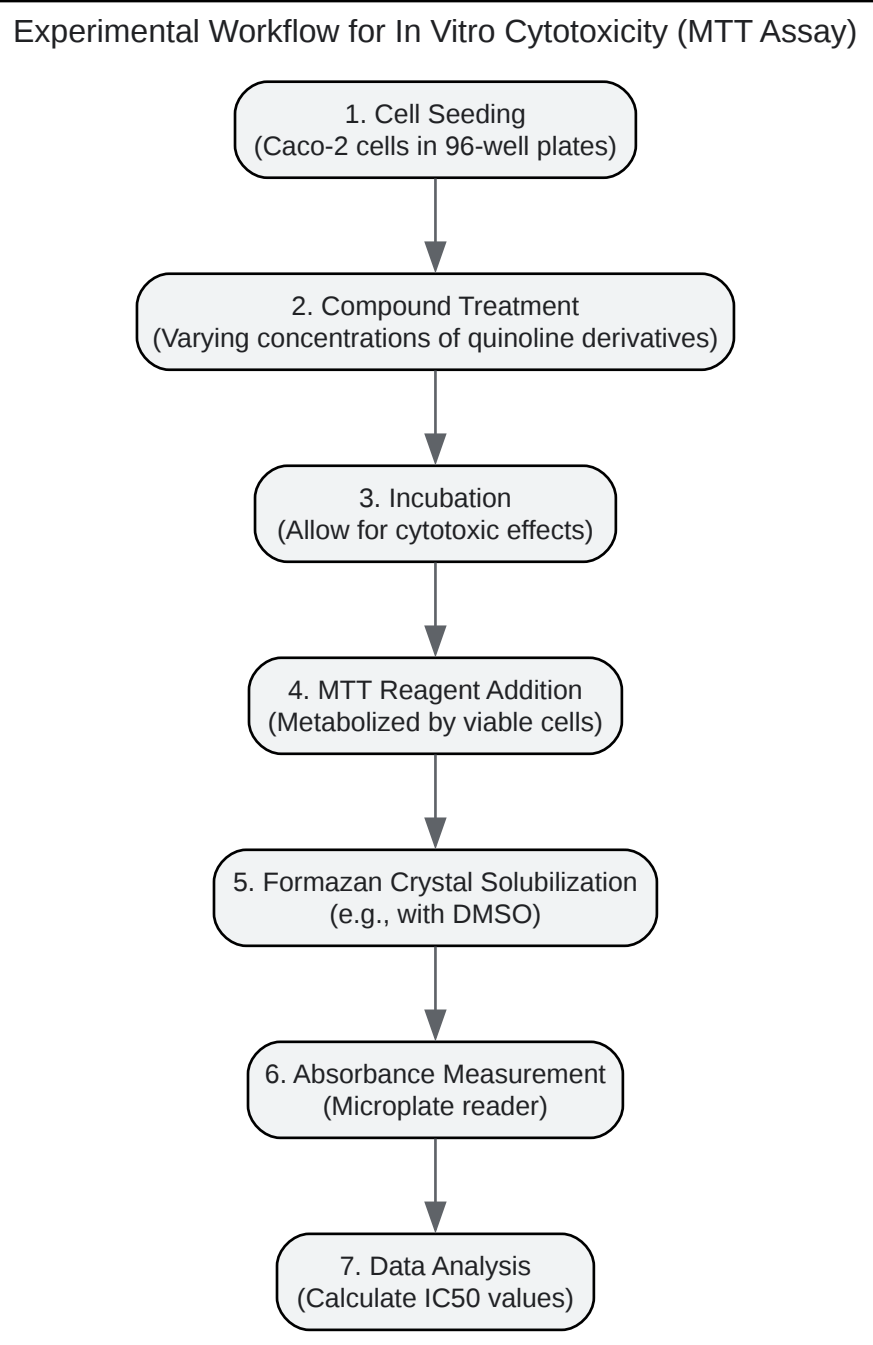 Experimental Workflow for In Vitro Cytotoxicity (MTT Assay)
1. Cell Seeding
(Caco-2 cells in 96-well plates)
2. Compound Treatment
(Varying concentrations of quinoline derivatives)
3. Incubation
(Allow for cytotoxic effects)
4. MTT Reagent Addition
(Metabolized by viable cells)
5. Formazan Crystal Solubilization
(e.g., with DMSO)
6. Absorbance Measurement
(Microplate reader)
7. Data Analysis
(Calculate IC50 values)